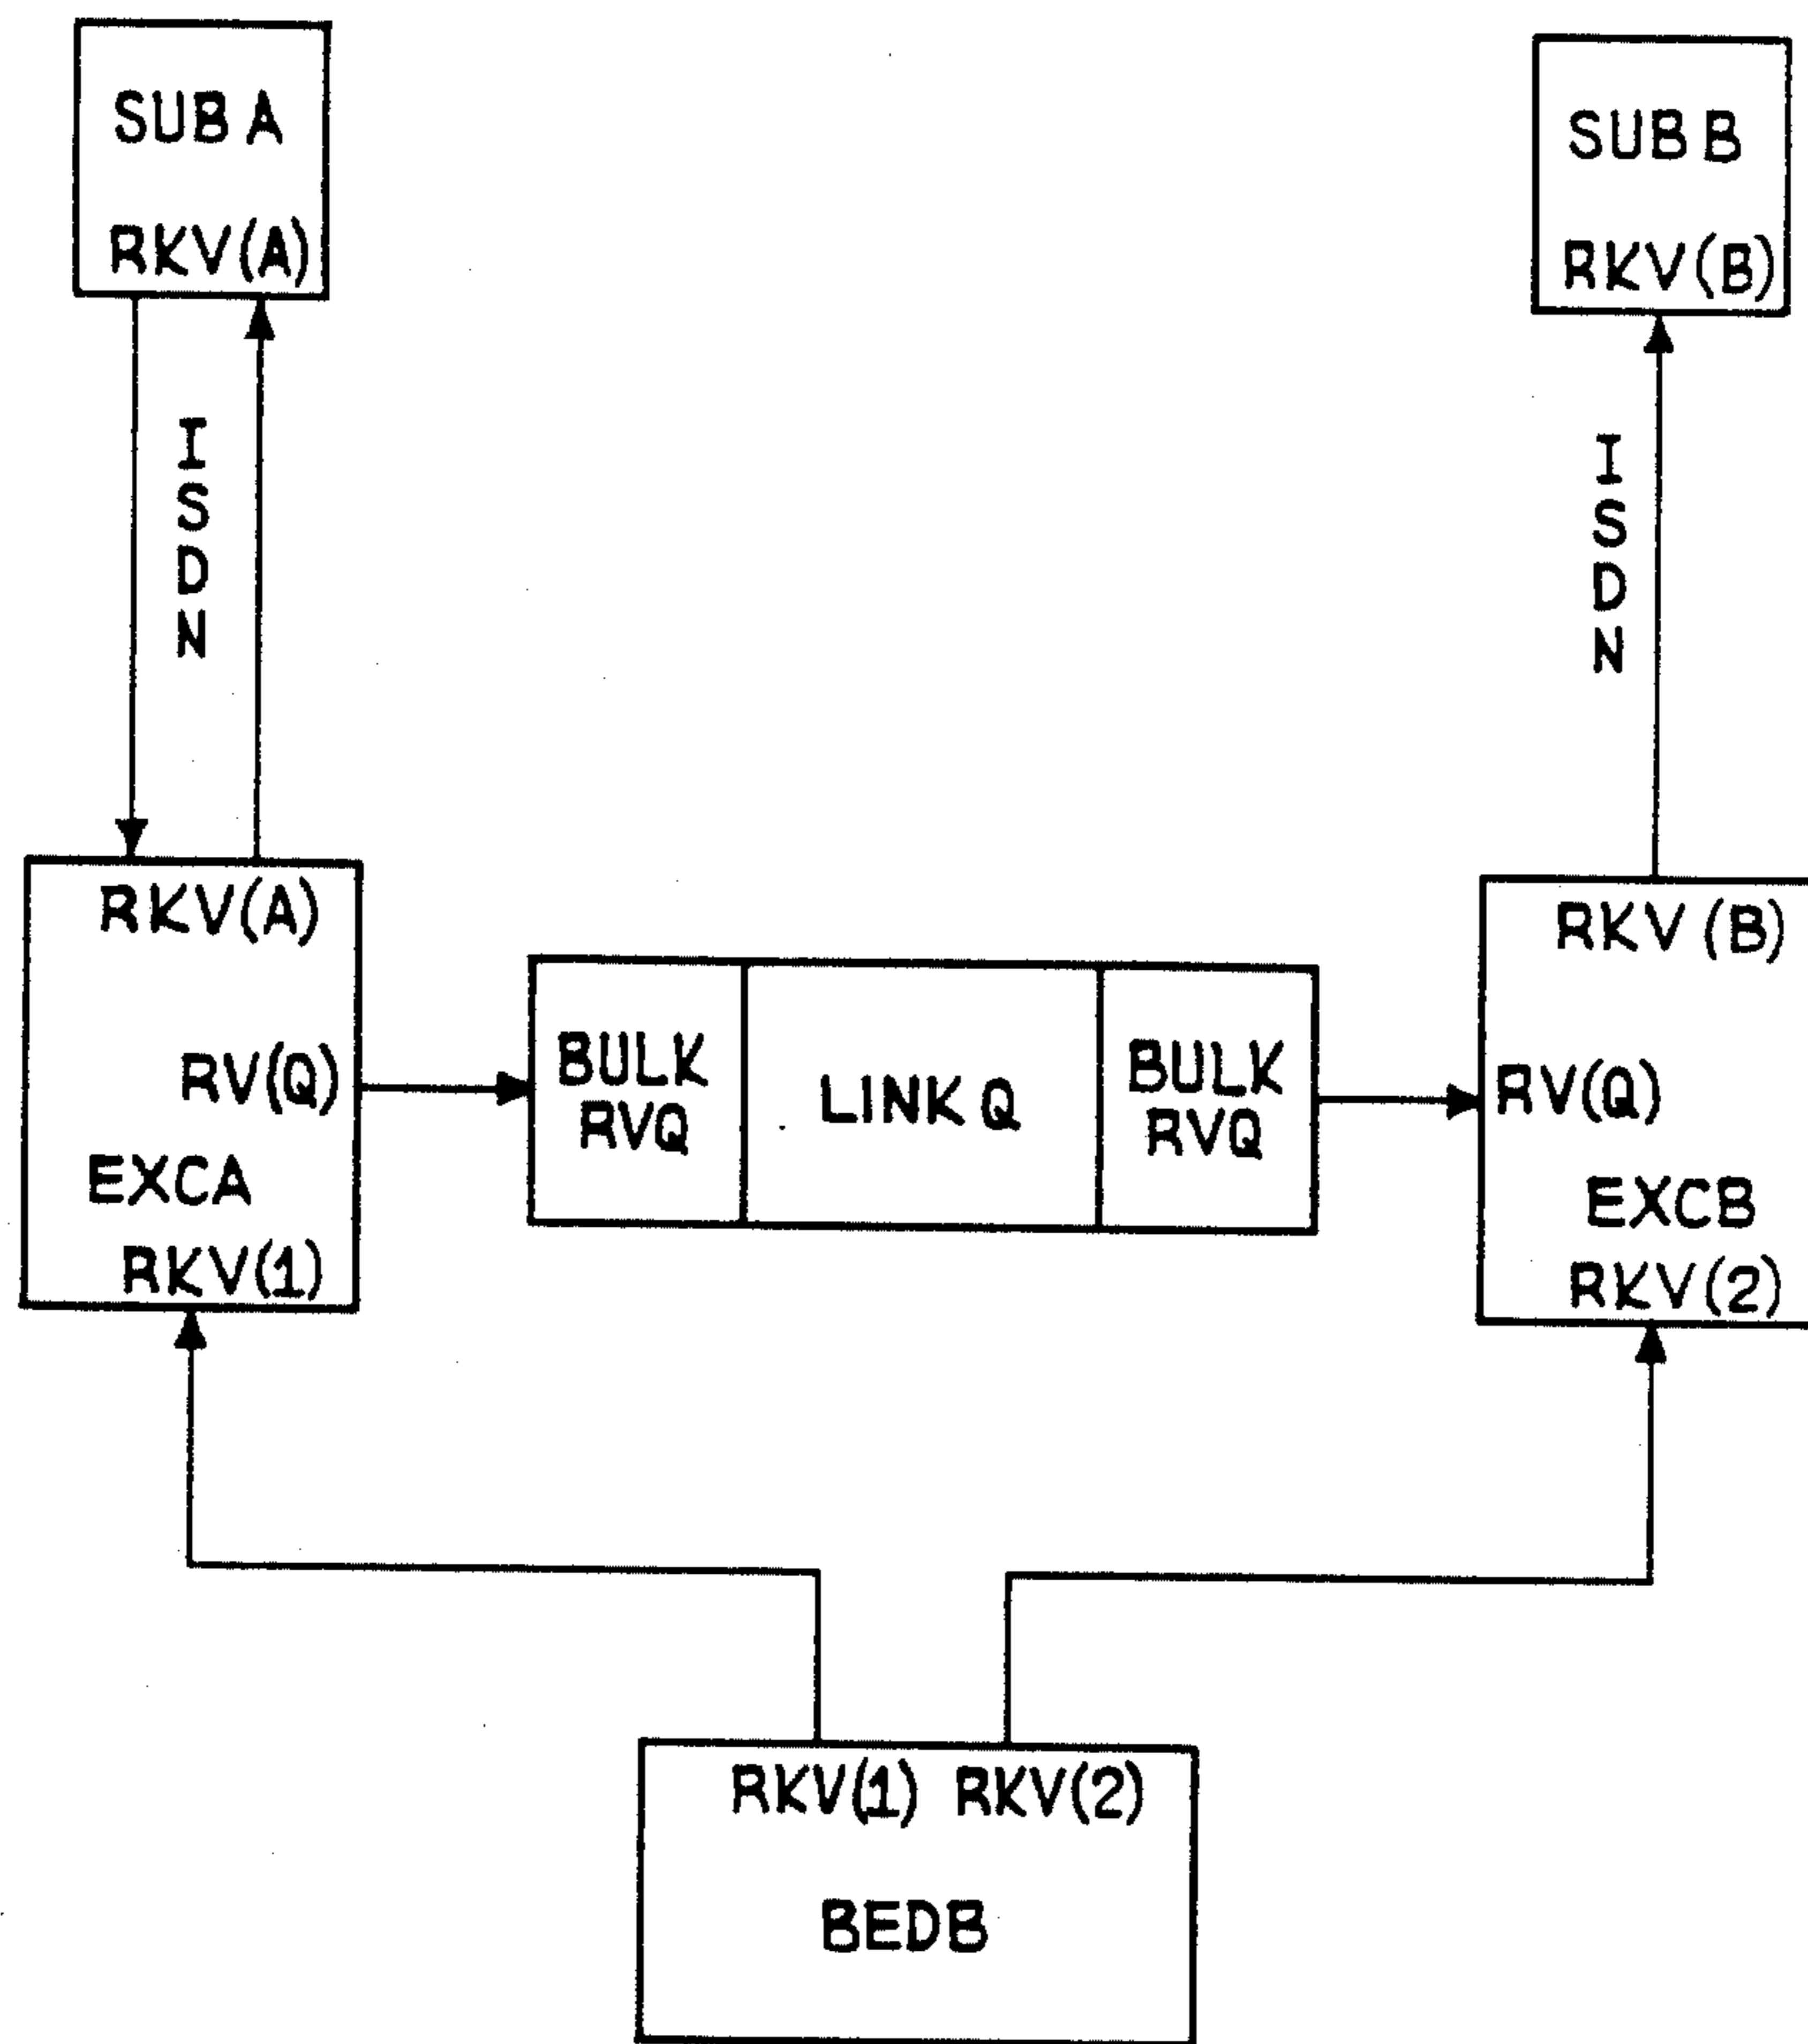 SUB A
RKV(A)
SUB B
RKV(B)
ISDN
ISDN
RKV(A)
RV(Q)
EXCA
RKV(1)
BULK
RVQ
LINK Q
BULK
RVQ
RKV(B)
RV(Q)
EXCB
RKV(2)
RKV(1) RKV(2)
BEDB